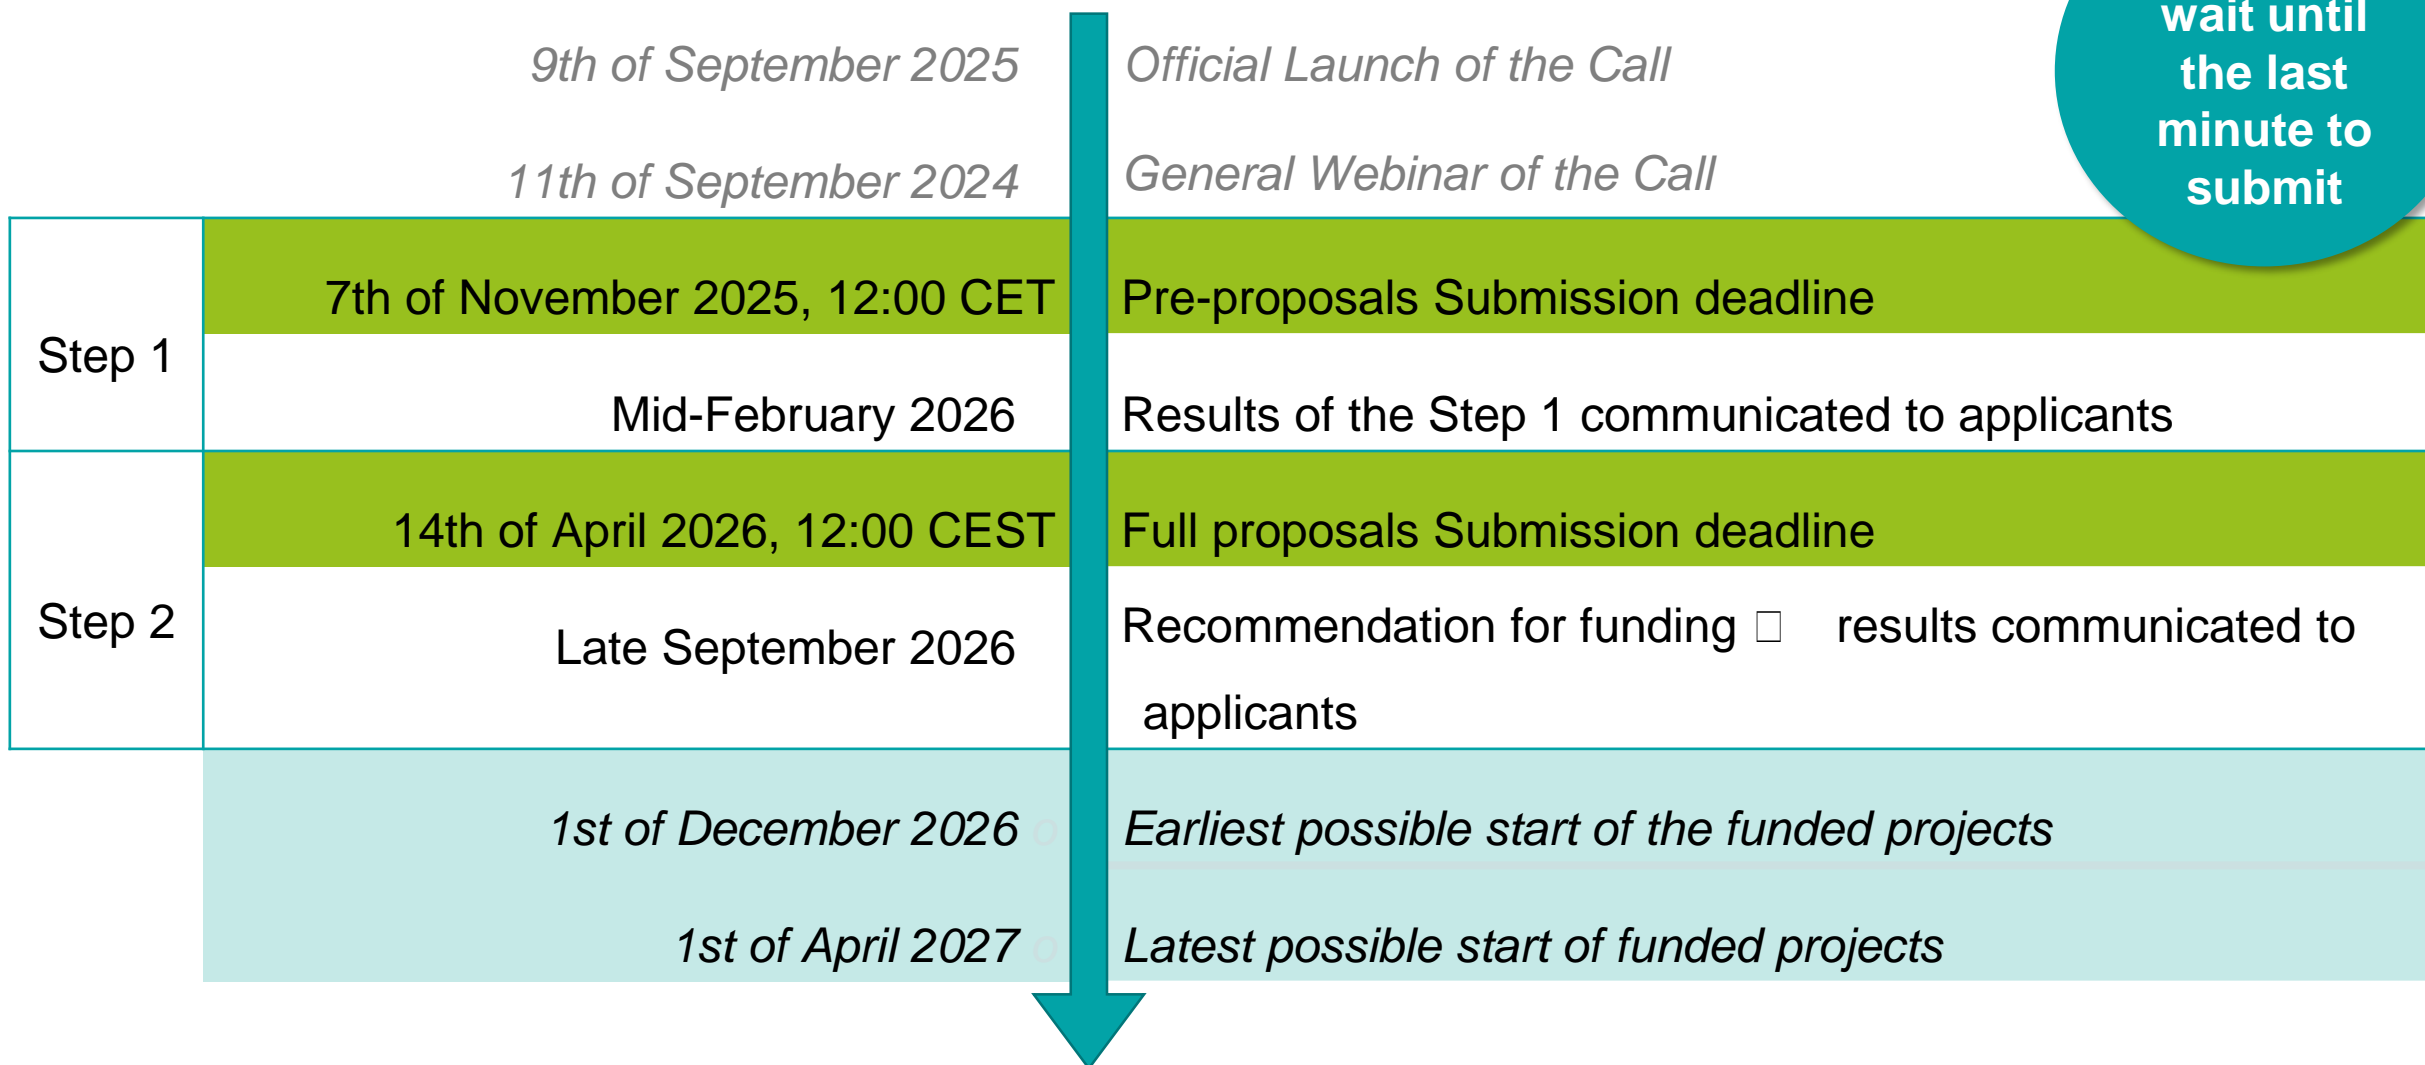 wait until
the last
minute to
submit
9th of September 2025 Official Launch of the Call
11th of September 2024 General Webinar of the Call
Step 1
7th of November 2025, 12:00 CET Pre-proposals Submission deadline
Mid-February 2026 Results of the Step 1 communicated to applicants
Step 2
14th of April 2026, 12:00 CEST Full proposals Submission deadline
Late September 2026 Recommendation for funding □ results communicated to
applicants
1st of December 2026 o Earliest possible start of the funded projects
1st of April 2027 o Latest possible start of funded projects